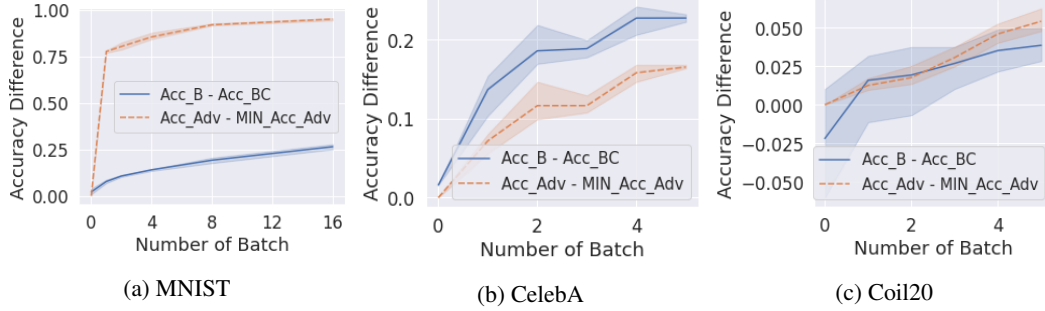 Accuracy Difference
1.00
0.75
0.50
0.25
0.00
Acc_B - Acc_BC
Acc_Adv - MIN_Acc_Adv
0 4 8 12 16
Number of Batch
(a) MNIST
Accuracy Difference
0.2
0.1
0.0
Acc_B - Acc_BC
Acc_Adv - MIN_Acc_Adv
0 2 4
Number of Batch
(b) CelebA
Accuracy Difference
0.050
0.025
0.000
−0.025
−0.050
Acc_B - Acc_BC
Acc_Adv - MIN_Acc_Adv
0 2 4
Number of Batch
(c) Coil20